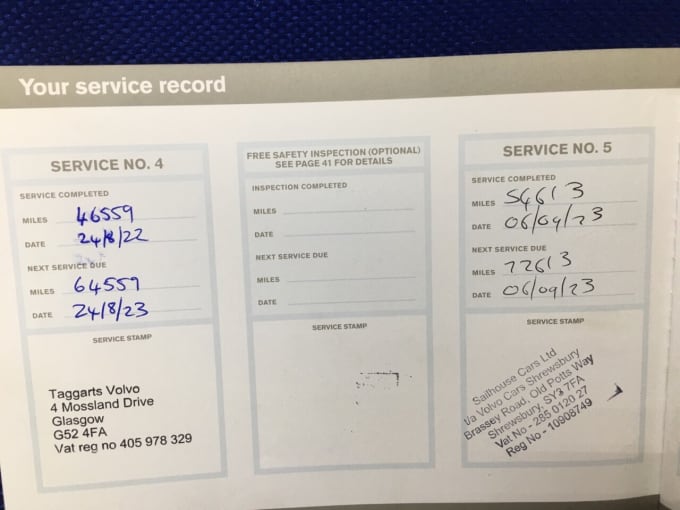 Your service record
SERVICE NO. 4
SERVICE COMPLETED
MILES 46559
DATE 24/8/22
NEXT SERVICE DUE
MILES 64559
DATE 24/8/23
SERVICE STAMP
Taggarts Volvo
4 Mossland Drive
Glasgow
G52 4FA
Vat reg no 405 978 329
FREE SAFETY INSPECTION (OPTIONAL)
SEE PAGE 41 FOR DETAILS
INSPECTION COMPLETED
MILES
DATE
NEXT SERVICE DUE
MILES
DATE
SERVICE STAMP
SERVICE NO. 5
SERVICE COMPLETED
MILES 54613
DATE 06/09/23
NEXT SERVICE DUE
MILES 72613
DATE 06/09/23
SERVICE STAMP
Sailhouse Cars Ltd
t/a Volvo Cars Shrewsbury
Brassey Road, Old Potts Way
Shrewsbury, SY3 7FA
Vat No - 285 0120 27
Reg No - 10908749